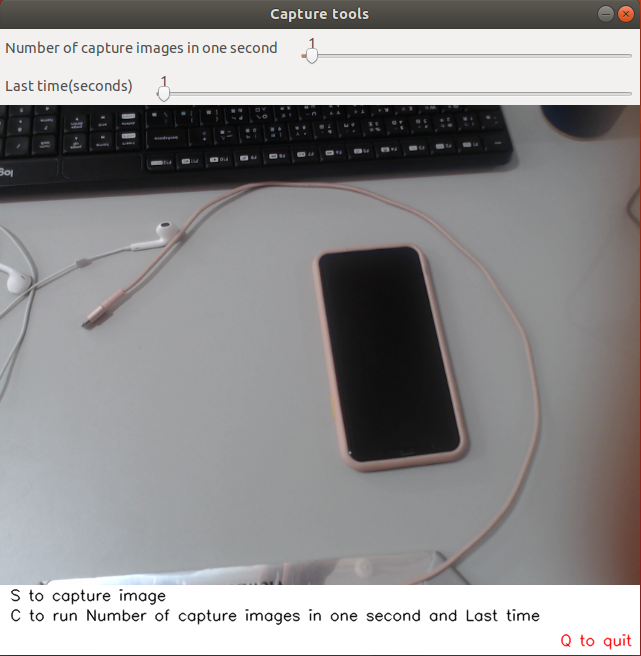 Capture tools
Number of capture images in one second
1
Last time(seconds)
1
S to capture image
C to run Number of capture images in one second and Last time
Q to quit